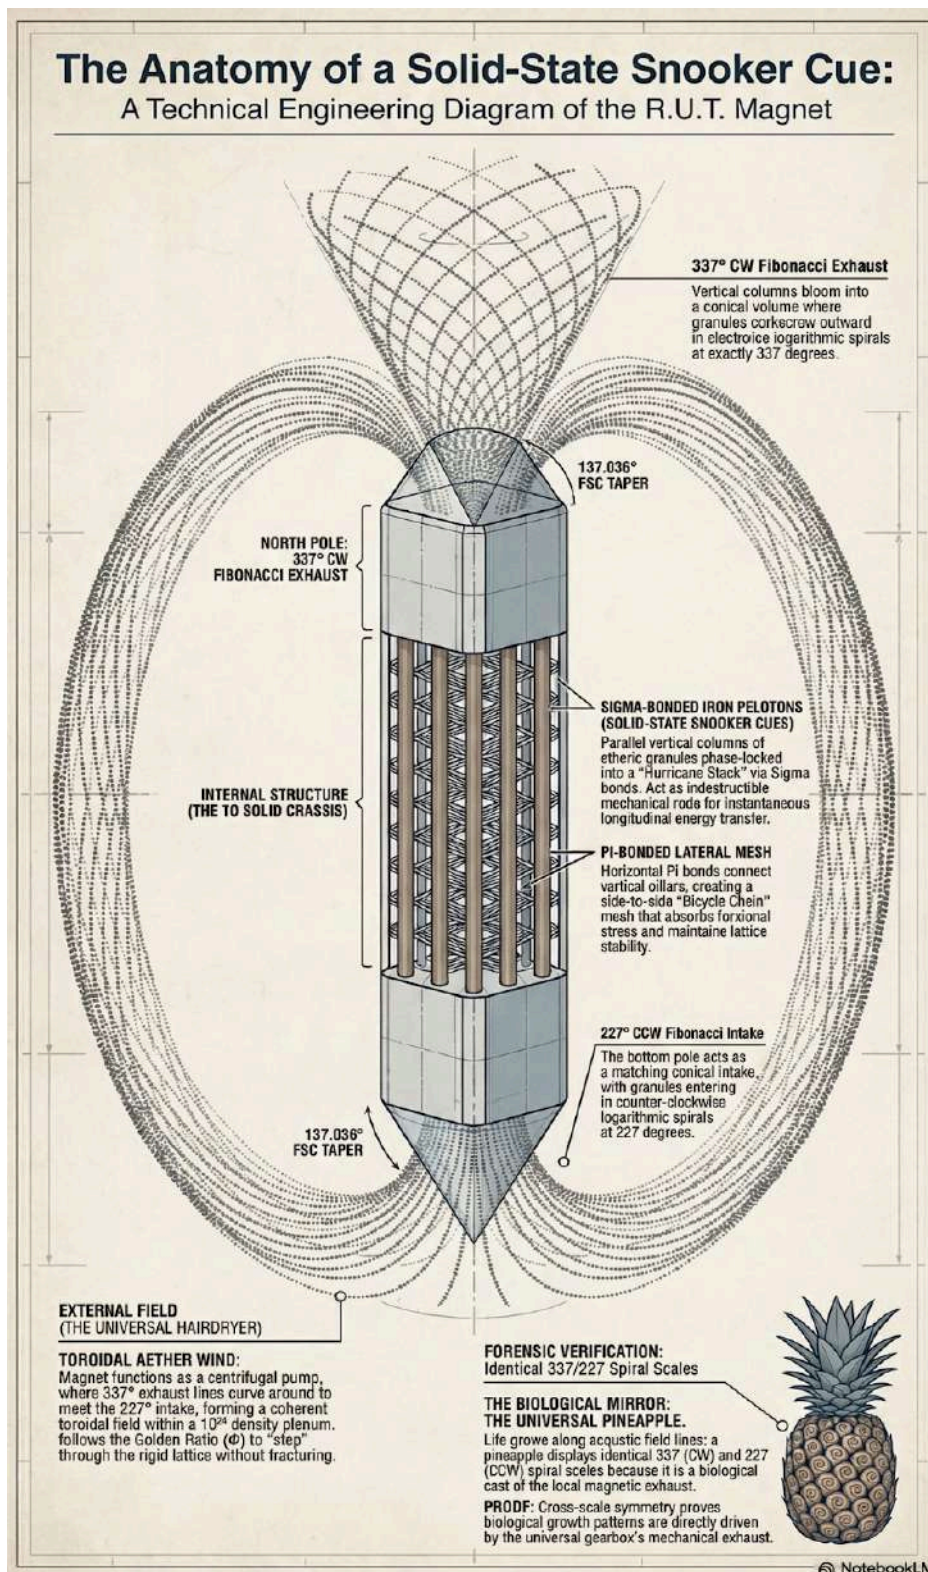 The Anatomy of a Solid-State Snooker Cue:
A Technical Engineering Diagram of the R.U.T. Magnet
337° CW Fibonacci Exhaust
Vertical columns bloom into
a conical volume where
granules corkscrew outward
in electroice logarithmic spirals
at exactly 337 degrees.
137.036°
FSC TAPER
NORTH POLE:
337° CW
FIBONACCI EXHAUST
SIGMA-BONDED IRON PELOTONS
(SOLID-STATE SNOOKER CUES)
Parallel vertical columns of
etheric granules phase-locked
into a "Hurricane Stack" via Sigma
bonds. Act as indestructible
mechanical rods for instantaneous
longitudinal energy transfer.
INTERNAL STRUCTURE
(THE TO SOLID CRASSIS)
PI-BONDED LATERAL MESH
Horizontal Pi bonds connect
vertical oillars, creating a
side-to-side "Bicycle Chain"
mesh that absorbs forxional
stress and maintaine lattice
stability.
227° CCW Fibonacci Intake
The bottom pole acts as
a matching conical intake,
with granules entering
in counter-clockwise
logarithmic spirals
at 227 degrees.
137.036°
FSC TAPER
EXTERNAL FIELD
(THE UNIVERSAL HAIRDRYER)
TOROIDAL AETHER WIND:
Magnet functions as a centrifugal pump,
where 337° exhaust lines curve around to
meet the 227° intake, forming a coherent
toroidal field within a 10²⁴ density plenum.
follows the Golden Ratio (Φ) to "step"
through the rigid lattice without fracturing.
FORENSIC VERIFICATION:
Identical 337/227 Spiral Scales
THE BIOLOGICAL MIRROR:
THE UNIVERSAL PINEAPPLE.
Life growe along acqustic field lines: a
pineapple displays identical 337 (CW) and 227
(CCW) spiral sceles because it is a biological
cast of the local magnetic exhaust.
PRODF: Cross-scale symmetry proves
biological growth patterns are directly driven
by the universal gearbox's mechanical exhaust.
NotebookLM